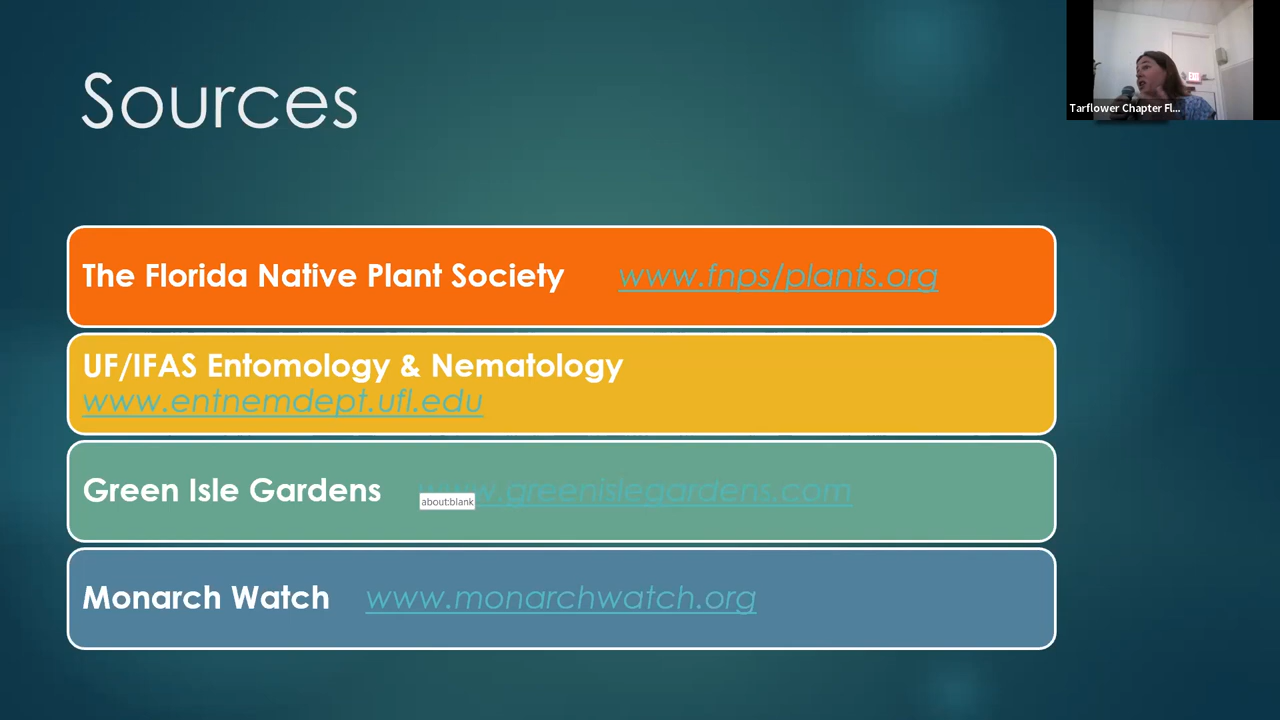 Sources
Tarflower Chapter Fl...
The Florida Native Plant Society www.fnps/plants.org
UF/IFAS Entomology & Nematology
www.entnemdept.ufl.edu
Green Isle Gardens www.greenislegardens.com
about:blank
Monarch Watch www.monarchwatch.org
EXIT